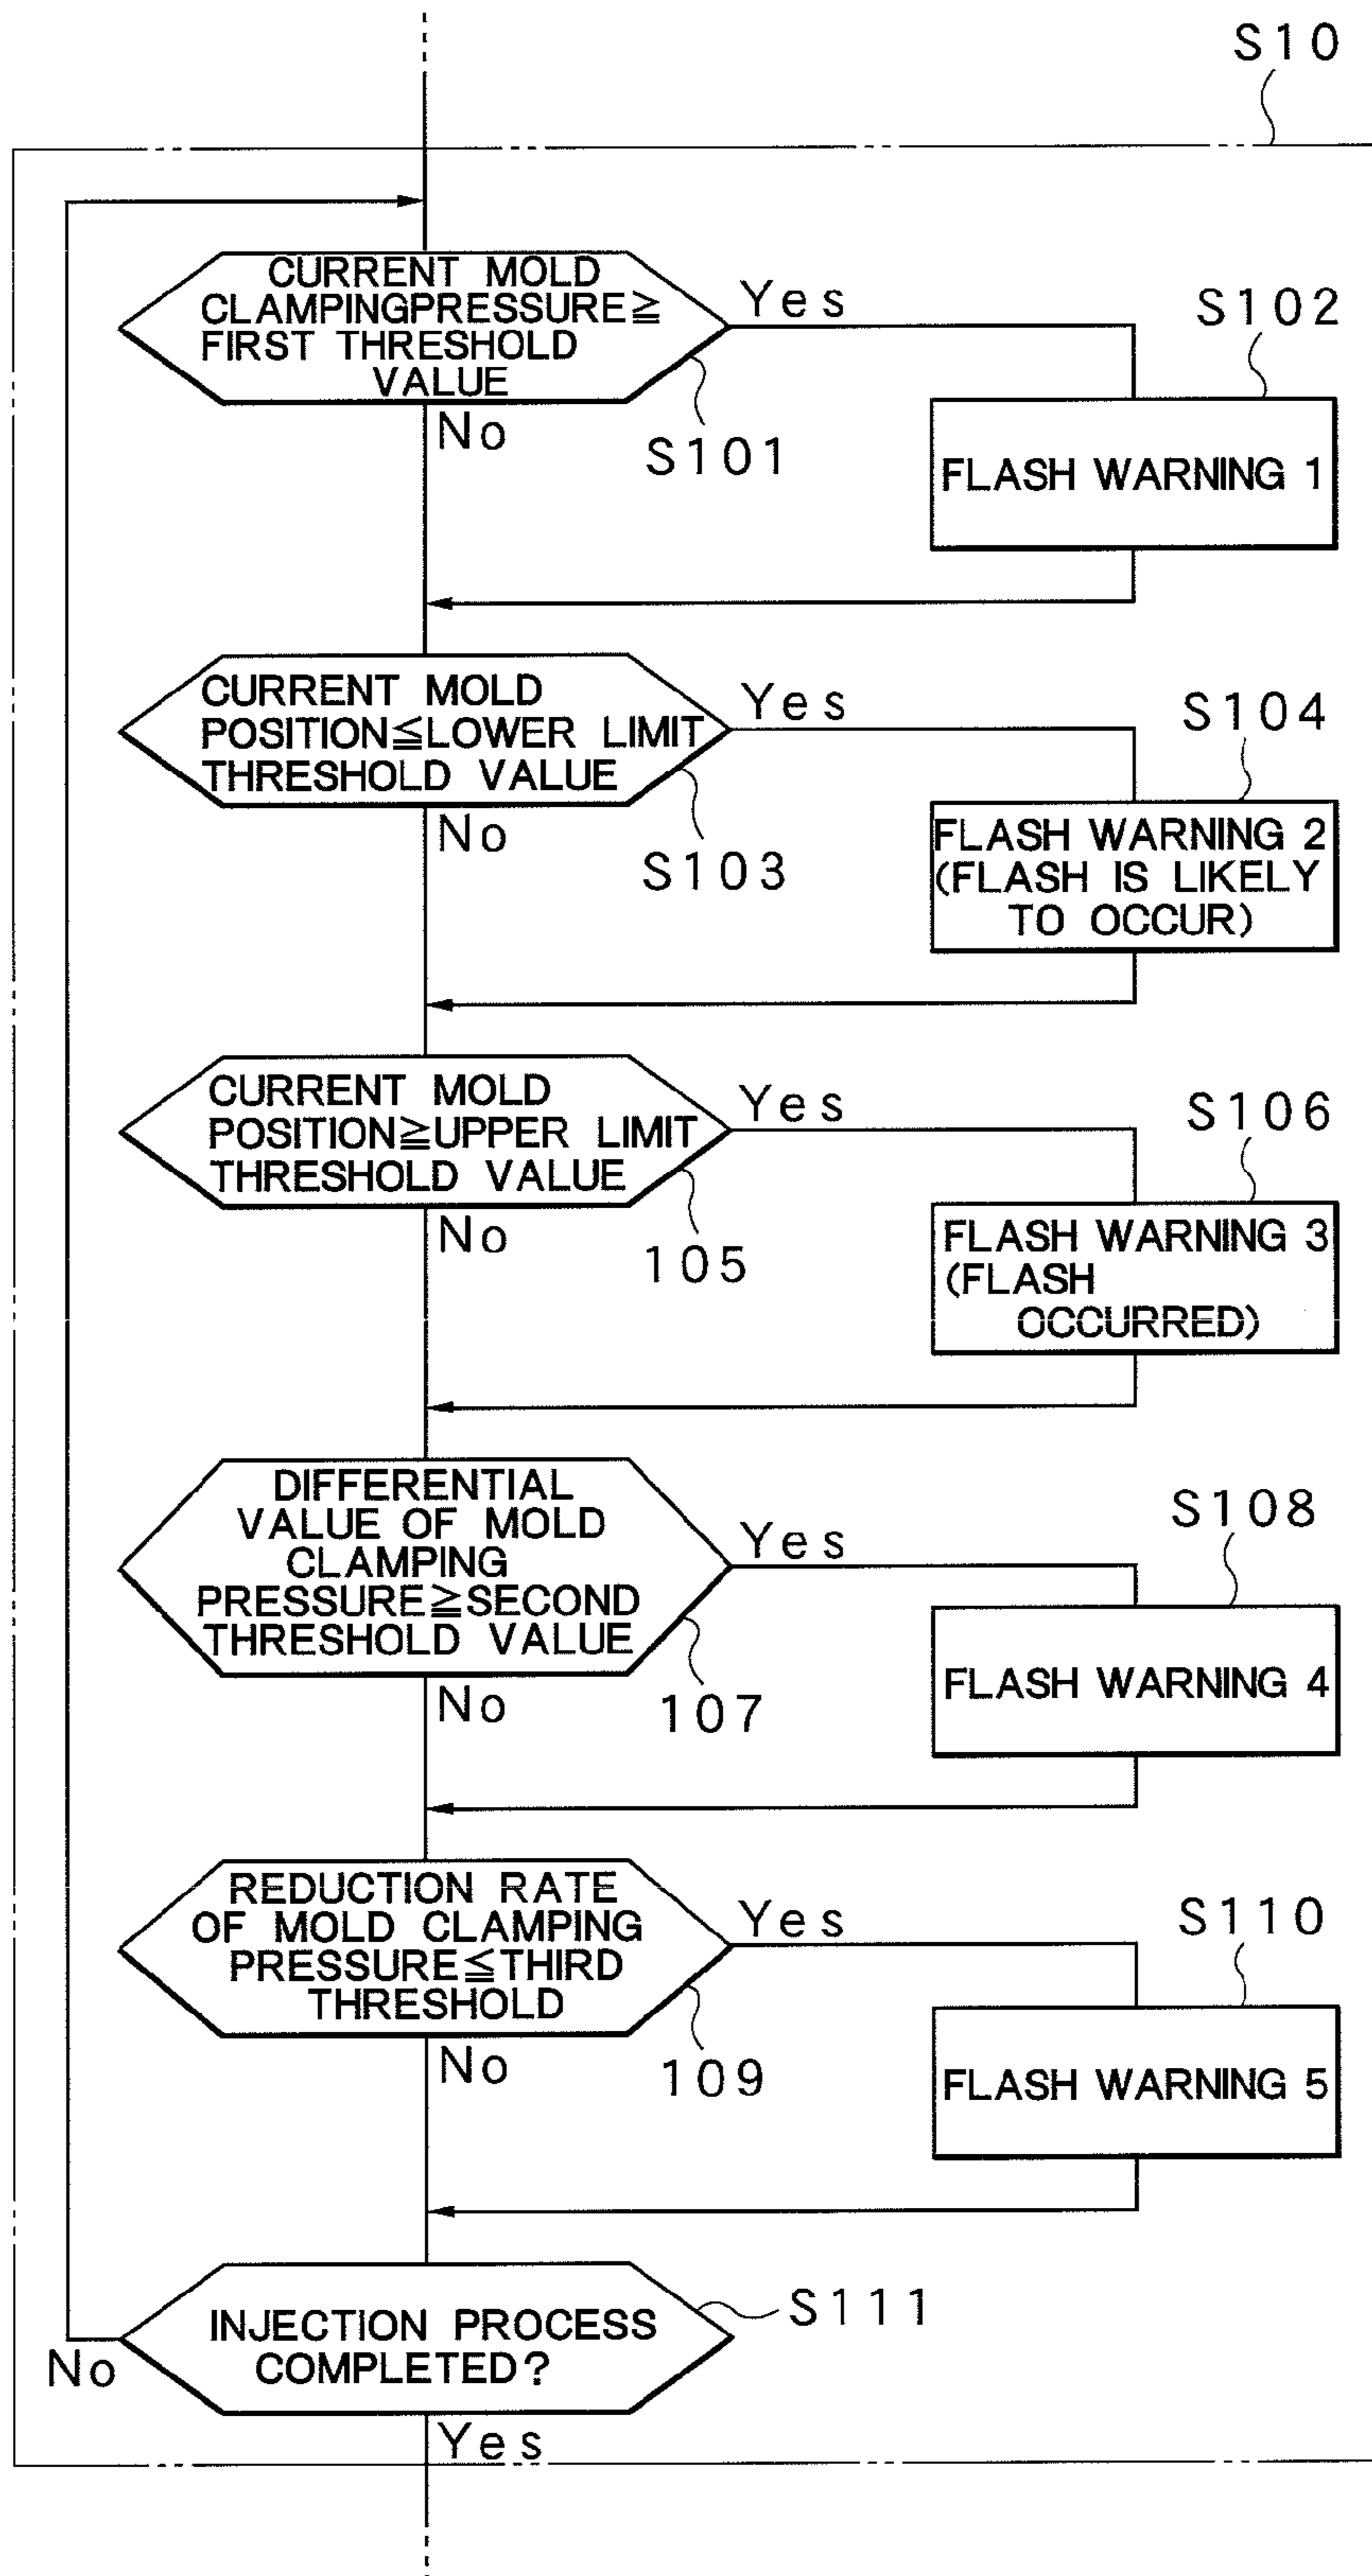 S10
CURRENT MOLD
CLAMPINGPRESSURE≧
FIRST THRESHOLD
VALUE
Yes
S102
No
S101
FLASH WARNING 1
CURRENT MOLD
POSITION≦LOWER LIMIT
THRESHOLD VALUE
Yes
S104
No
S103
FLASH WARNING 2
(FLASH IS LIKELY
TO OCCUR)
CURRENT MOLD
POSITION≧UPPER LIMIT
THRESHOLD VALUE
Yes
S106
No
105
FLASH WARNING 3
(FLASH
OCCURRED)
DIFFERENTIAL
VALUE OF MOLD
CLAMPING
PRESSURE≧SECOND
THRESHOLD VALUE
Yes
S108
No
107
FLASH WARNING 4
REDUCTION RATE
OF MOLD CLAMPING
PRESSURE≦THIRD
THRESHOLD
Yes
S110
No
109
FLASH WARNING 5
INJECTION PROCESS
COMPLETED?
S111
No
Yes